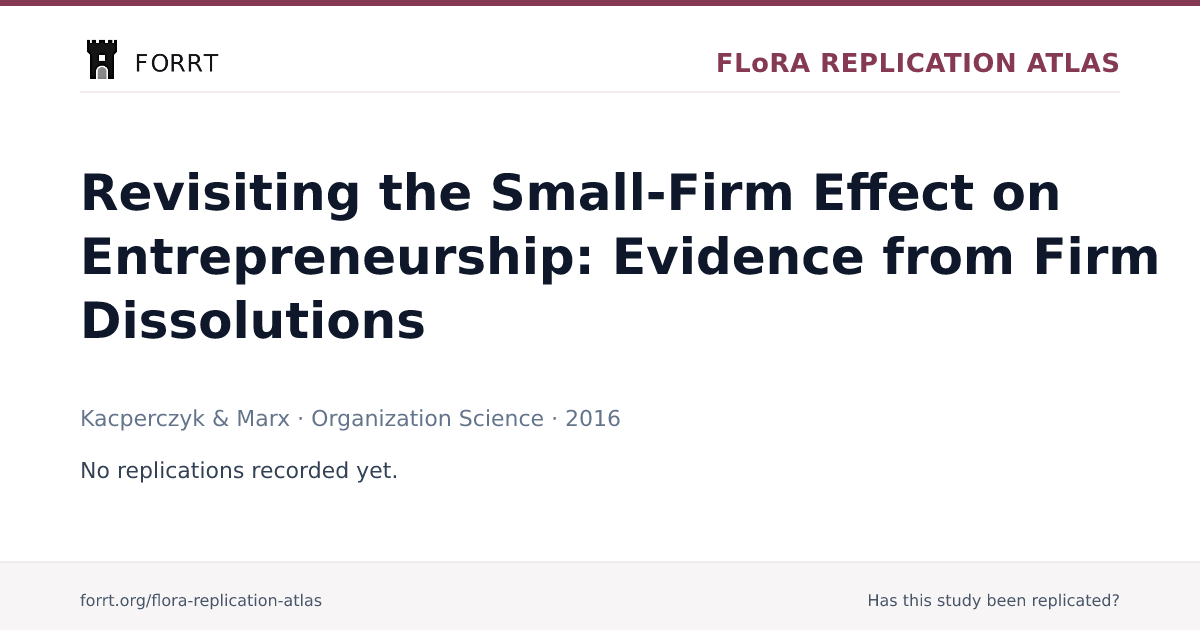 FORRT
FLoRA REPLICATION ATLAS
Revisiting the Small-Firm Effect on
Entrepreneurship: Evidence from Firm
Dissolutions
Kacperczyk & Marx · Organization Science · 2016
No replications recorded yet.
forrt.org/flora-replication-atlas
Has this study been replicated?